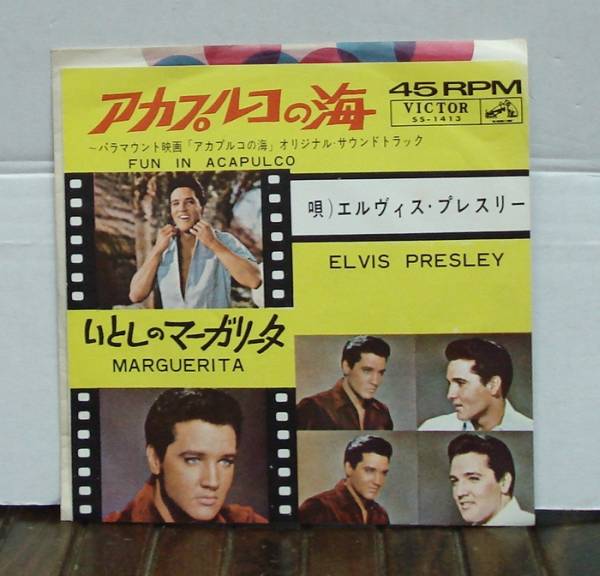 アカプルコの海
45 RPM
VICTOR
SS-1413
～パラマウント映画「アカプルコの海」オリジナル・サウンドトラック
FUN IN ACAPULCO
唄)エルヴィス・プレスリー
ELVIS PRESLEY
いとしのマーガリータ
MARGUERITA